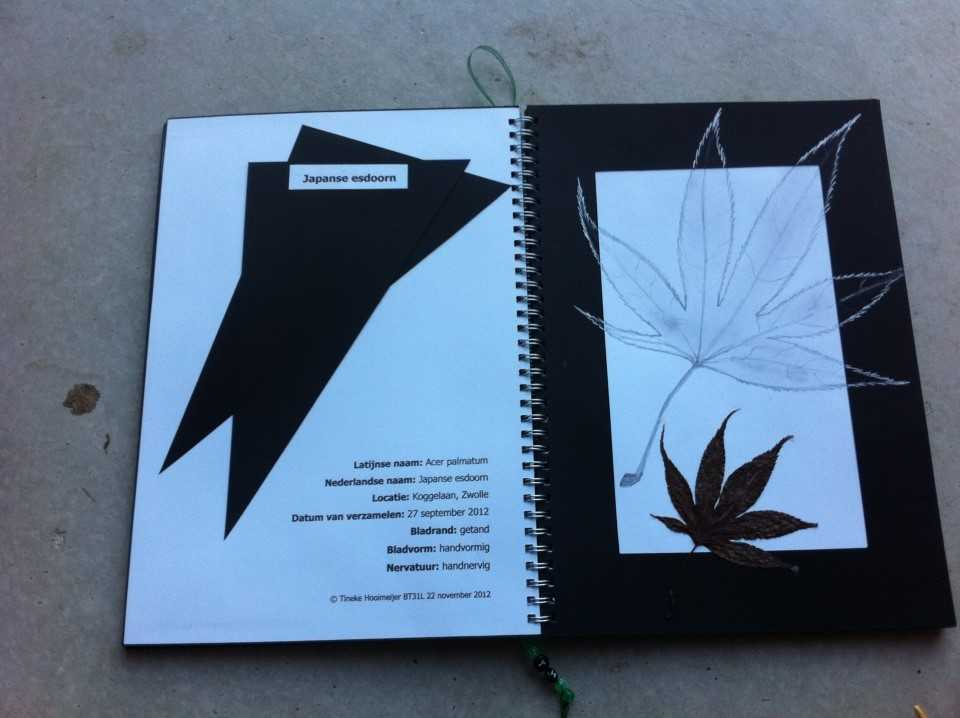 Japanse esdoorn
Latijnse naam: Acer palmatum
Nederlandse naam: Japanse esdoorn
Locatie: Koggelaan, Zwolle
Datum van verzamelen: 27 september 2012
Bladrand: getand
Bladvorm: handvormig
Nervatuur: handnervig
© Tineke Hooimeijer BT31L 22 november 2012